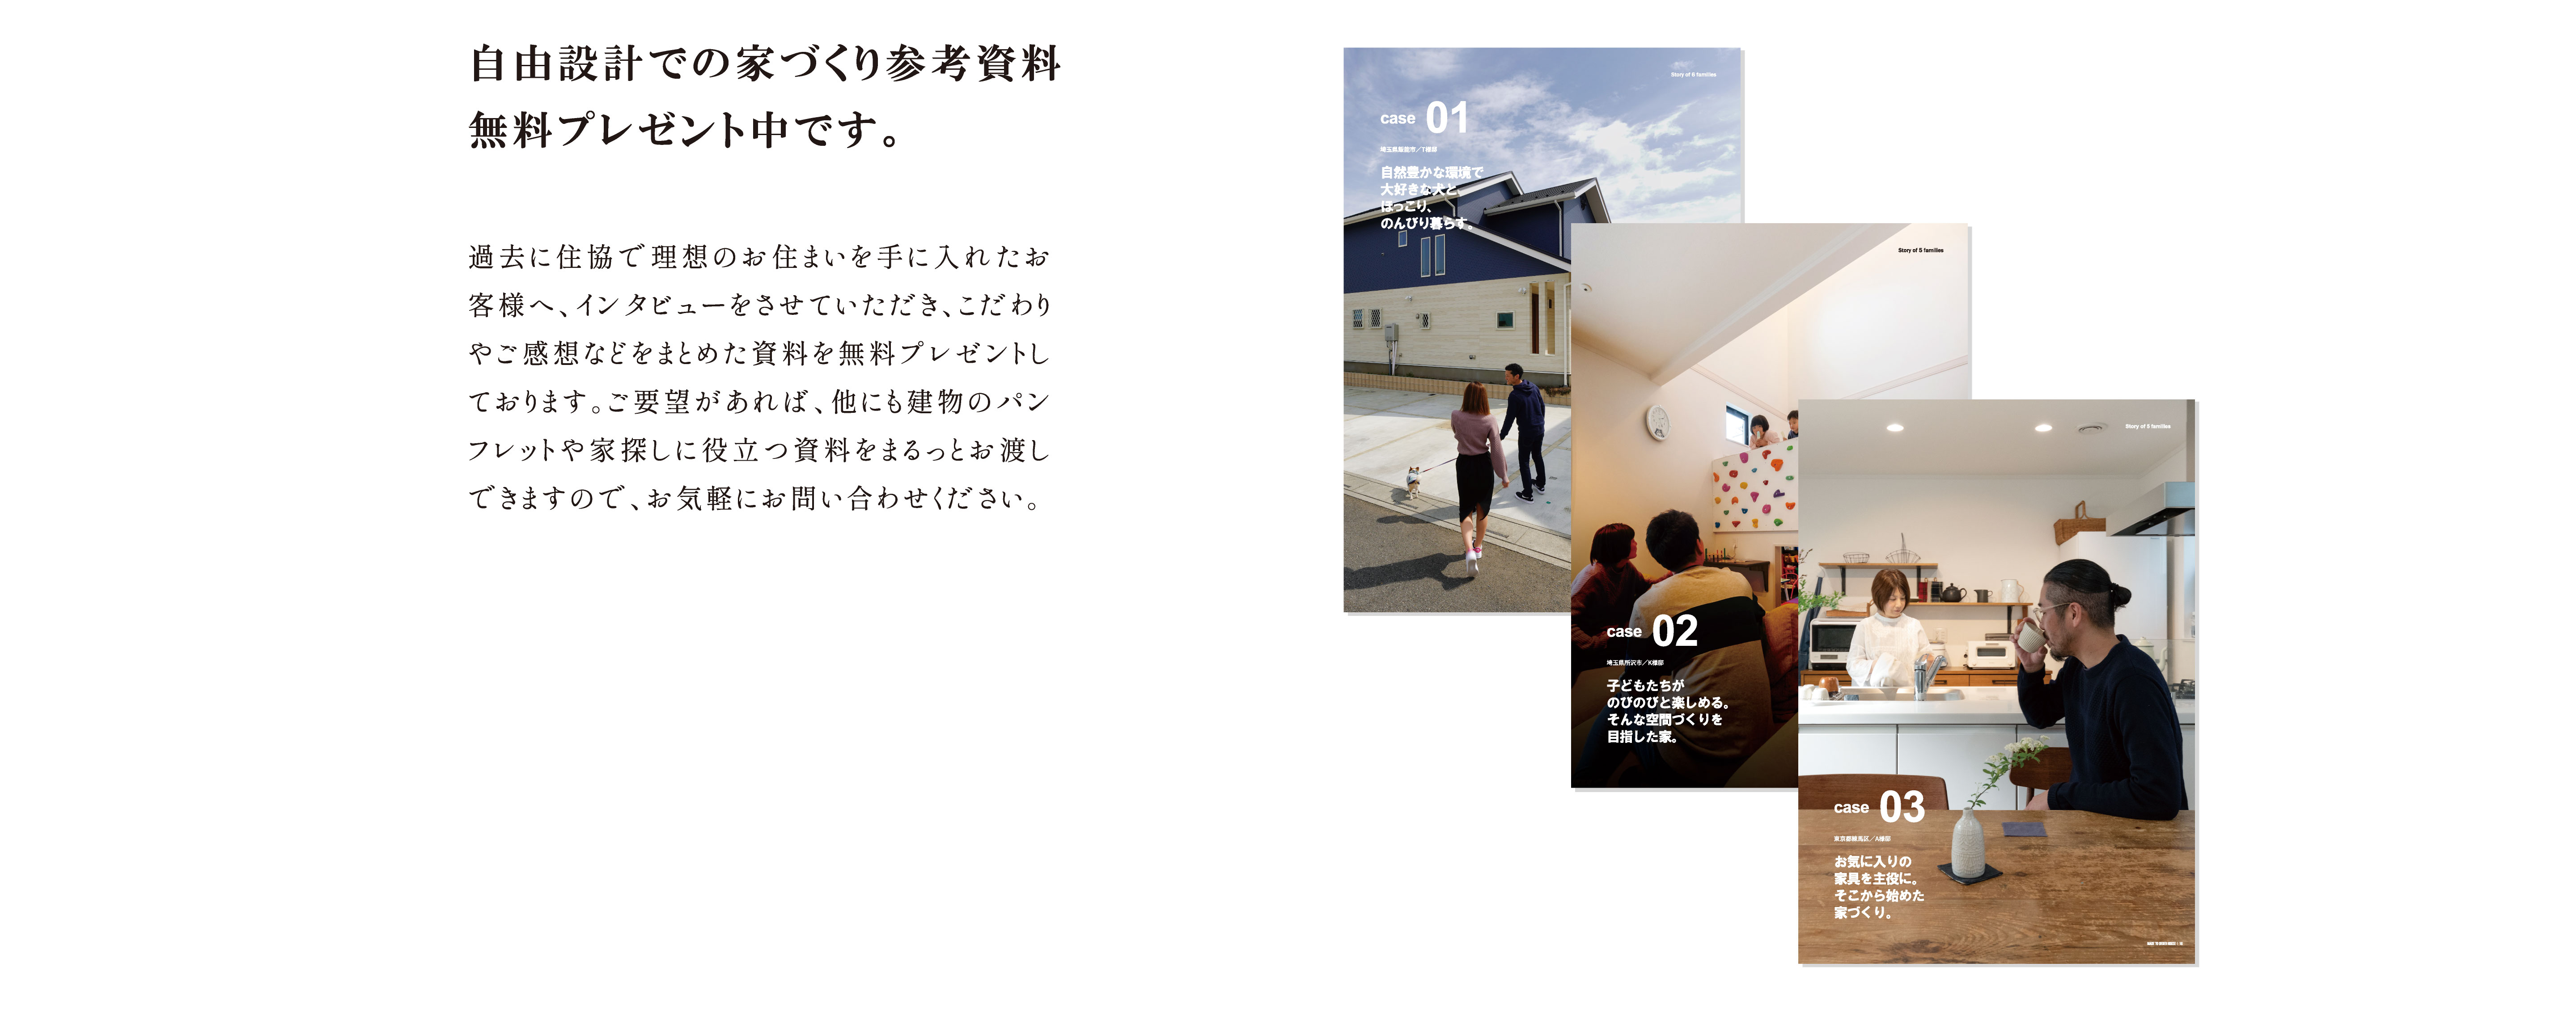 自由設計での家づくり参考資料
無料プレゼント中です。
過去に住協で理想のお住まいを手に入れたお
客様へ、インタビューをさせていただき、こだわり
やご感想などをまとめた資料を無料プレゼントし
ております。ご要望があれば、他にも建物のパン
フレットや家探しに役立つ資料をまるっとお渡し
できますので、お気軽にお問い合わせください。
Story of 6 families
case 01
埼玉県飯能市／T様邸
自然豊かな環境で
大好きな犬と、
ほっこり、
のんびり暮らす。
Story of 5 families
case 02
埼玉県所沢市／K様邸
子どもたちが
のびのびと楽しめる。
そんな空間づくりを
目指した家。
Story of families
case 03
東京都練馬区／A様邸
お気に入りの
家具を主役に。
そこから始めた
家づくり。